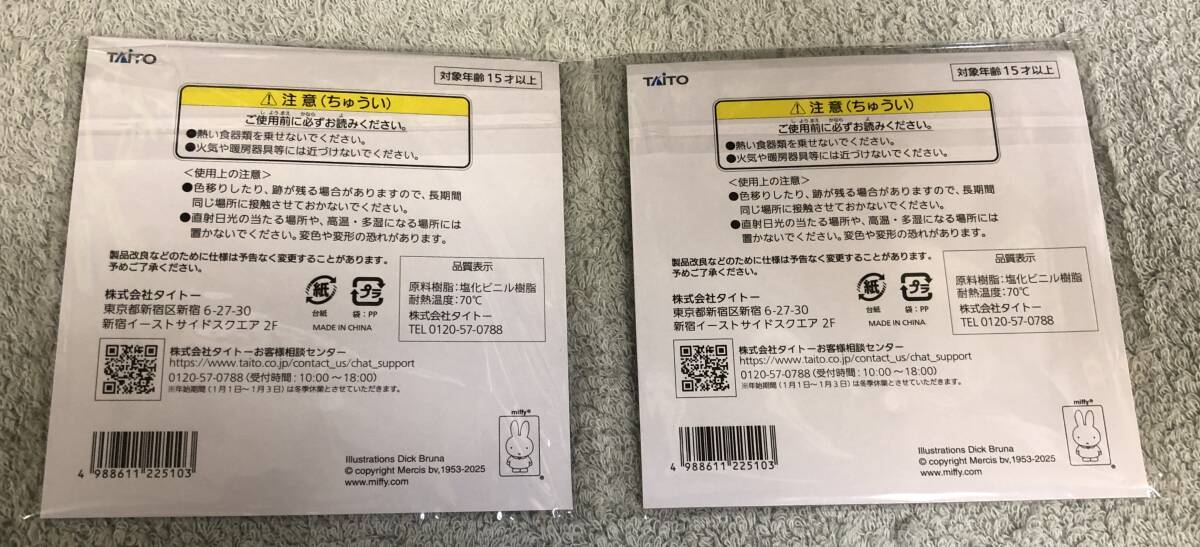 TAITO
対象年齢15才以上
⚠注意(ちゅうい)
ご使用前に必ずお読みください。
●熱い食器類を乗せないでください。
●火気や暖房器具等には近づけないでください。
<使用上の注意>
●色移りしたり、跡が残る場合がありますので、長期間
同じ場所に接触させておかないでください。
●直射日光の当たる場所や、高温・多湿になる場所には
置かないでください。変色や変形の恐れがあります。
製品改良などのために仕様は予告なく変更することがあります。
予めご了承ください。
株式会社タイトー
東京都新宿区新宿 6-27-30
新宿イーストサイドスクエア 2F
紙
台紙
プラ
袋:PP
MADE IN CHINA
品質表示
原料樹脂:塩化ビニル樹脂
耐熱温度:70℃
株式会社タイトー
TEL 0120-57-0788
株式会社タイトーお客様相談センター
https://www.taito.co.jp/contact_us/chat_support
0120-57-0788(受付時間:10:00~18:00)
※年始期間(1月1日~1月3日)は冬季休業とさせていただきます。
4 988611 225103
Illustrations Dick Bruna
© copyright Mercis bv,1953-2025
www.miffy.com
miffy®
TAITO
対象年齢15才以上
⚠注意(ちゅうい)
ご使用前に必ずお読みください。
●熱い食器類を乗せないでください。
●火気や暖房器具等には近づけないでください。
<使用上の注意>
●色移りしたり、跡が残る場合がありますので、長期間
同じ場所に接触させておかないでください。
●直射日光の当たる場所や、高温・多湿になる場所には
置かないでください。変色や変形の恐れがあります。
製品改良などのために仕様は予告なく変更することがあります。
予めご了承ください。
株式会社タイトー
東京都新宿区新宿 6-27-30
新宿イーストサイドスクエア 2F
紙
台紙
プラ
袋:PP
MADE IN CHINA
品質表示
原料樹脂:塩化ビニル樹脂
耐熱温度:70℃
株式会社タイトー
TEL 0120-57-0788
株式会社タイトーお客様相談センター
https://www.taito.co.jp/contact_us/chat_support
0120-57-0788(受付時間:10:00~18:00)
※年始期間(1月1日~1月3日)は冬季休業とさせていただきます。
4 988611 225103
Illustrations Dick Bruna
© copyright Mercis bv,1953-2025
www.miffy.com
miffy®